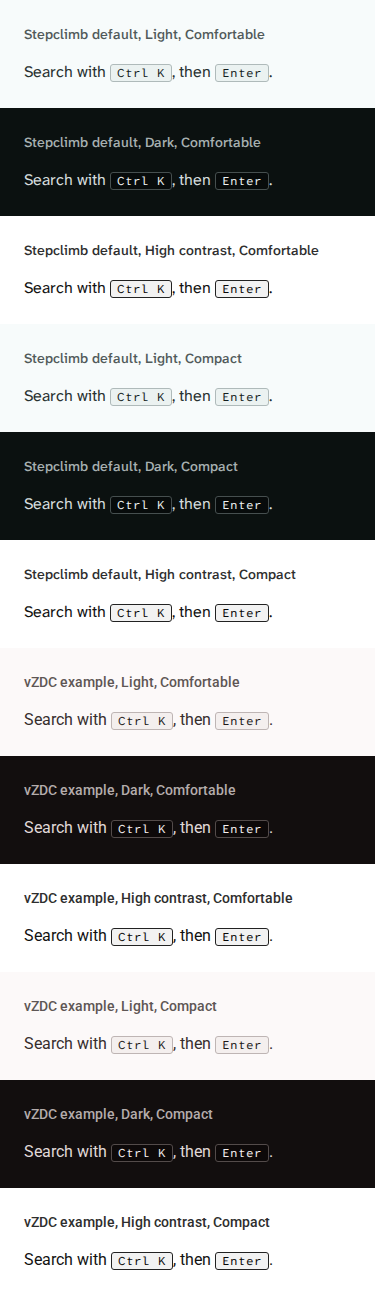 Stepclimb default, Light, Comfortable
Search with Ctrl K, then Enter.
Stepclimb default, Dark, Comfortable
Search with Ctrl K, then Enter.
Stepclimb default, High contrast, Comfortable
Search with Ctrl K, then Enter.
Stepclimb default, Light, Compact
Search with Ctrl K, then Enter.
Stepclimb default, Dark, Compact
Search with Ctrl K, then Enter.
Stepclimb default, High contrast, Compact
Search with Ctrl K, then Enter.
vZDC example, Light, Comfortable
Search with Ctrl K, then Enter.
vZDC example, Dark, Comfortable
Search with Ctrl K, then Enter.
vZDC example, High contrast, Comfortable
Search with Ctrl K, then Enter.
vZDC example, Light, Compact
Search with Ctrl K, then Enter.
vZDC example, Dark, Compact
Search with Ctrl K, then Enter.
vZDC example, High contrast, Compact
Search with Ctrl K, then Enter.